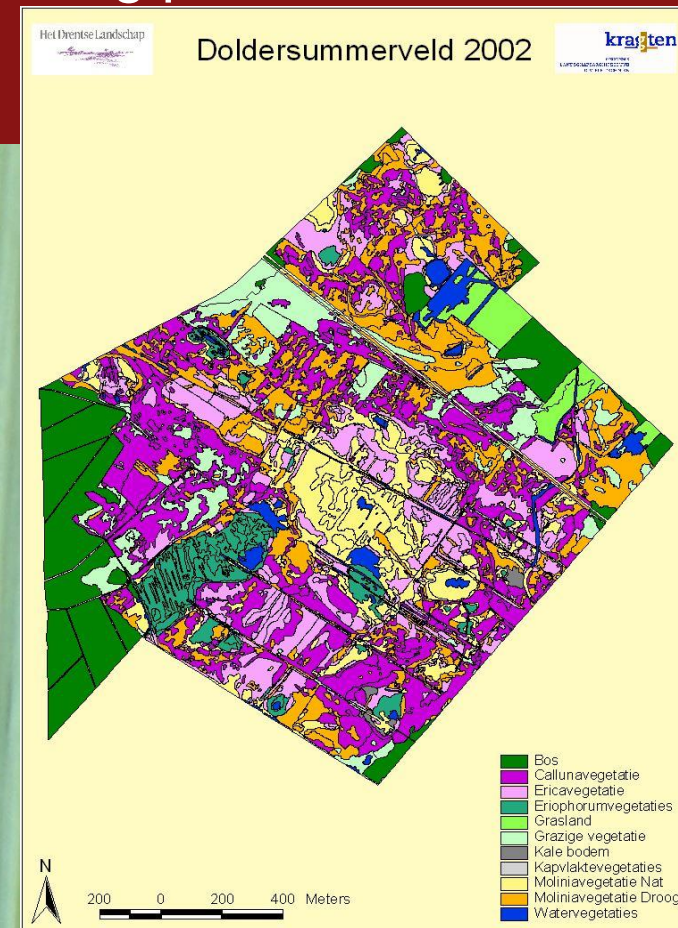 Het Drentse Landschap
Doldersummerveld 2002
kragten
Bos
Callunavegetatie
Ericavegetatie
Eriophorumvegetaties
Grasland
Grazige vegetatie
Kale bodem
Kapvlaktevegetaties
Moliniavegetatie Nat
Moliniavegetatie Droog
Watervegetaties
N
200 0 200 400 Meters